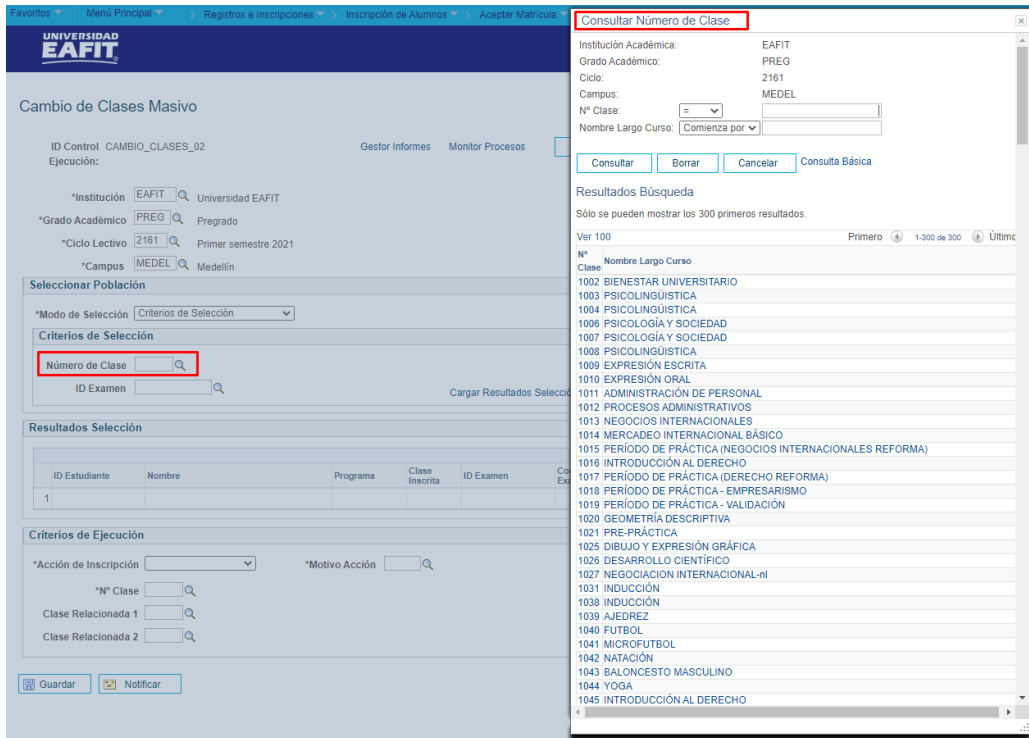 Favoritos Menú Principal > Registros e Inscripciones > Inscripción de Alumnos > Aceptar Matrícula
UNIVERSIDAD
EAFIT
Cambio de Clases Masivo
ID Control Ejecución: CAMBIO_CLASES_02 Gestor Informes Monitor Procesos
*Institución EAFIT Universidad EAFIT
*Grado Académico PREG Pregrado
*Ciclo Lectivo 2161 Primer semestre 2021
*Campus MEDEL Medellín
Seleccionar Población
*Modo de Selección Criterios de Selección
Criterios de Selección
Número de Clase
ID Examen
Cargar Resultados Selecció
Resultados Selección
ID Estudiante Nombre Programa Clase Inscrita ID Examen
1
Criterios de Ejecución
*Acción de Inscripción *Motivo Acción
*Nº Clase
Clase Relacionada 1
Clase Relacionada 2
Guardar Notificar
Consultar Número de Clase
Institución Académica: EAFIT
Grado Académico: PREG
Ciclo: 2161
Campus: MEDEL
Nº Clase: =
Nombre Largo Curso: Comienza por
Consultar Borrar Cancelar Consulta Básica
Resultados Búsqueda
Sólo se pueden mostrar los 300 primeros resultados.
Ver 100 Primero 1-300 de 300 Último
Nº Clase Nombre Largo Curso
1002 BIENESTAR UNIVERSITARIO
1003 PSICOLINGÜISTICA
1004 PSICOLINGÜISTICA
1006 PSICOLOGÍA Y SOCIEDAD
1007 PSICOLOGÍA Y SOCIEDAD
1008 PSICOLINGÜISTICA
1009 EXPRESIÓN ESCRITA
1010 EXPRESIÓN ORAL
1011 ADMINISTRACIÓN DE PERSONAL
1012 PROCESOS ADMINISTRATIVOS
1013 NEGOCIOS INTERNACIONALES
1014 MERCADEO INTERNACIONAL BÁSICO
1015 PERÍODO DE PRÁCTICA (NEGOCIOS INTERNACIONALES REFORMA)
1016 INTRODUCCIÓN AL DERECHO
1017 PERÍODO DE PRÁCTICA (DERECHO REFORMA)
1018 PERÍODO DE PRÁCTICA - EMPRESARISMO
1019 PERÍODO DE PRÁCTICA - VALIDACIÓN
1020 GEOMETRÍA DESCRIPTIVA
1021 PRE-PRÁCTICA
1025 DIBUJO Y EXPRESIÓN GRÁFICA
1026 DESARROLLO CIENTÍFICO
1027 NEGOCIACION INTERNACIONAL-nI
1031 INDUCCIÓN
1038 INDUCCIÓN
1039 AJEDREZ
1040 FUTBOL
1041 MICROFUTBOL
1042 NATACIÓN
1043 BALONCESTO MASCULINO
1044 YOGA
1045 INTRODUCCIÓN AL DERECHO